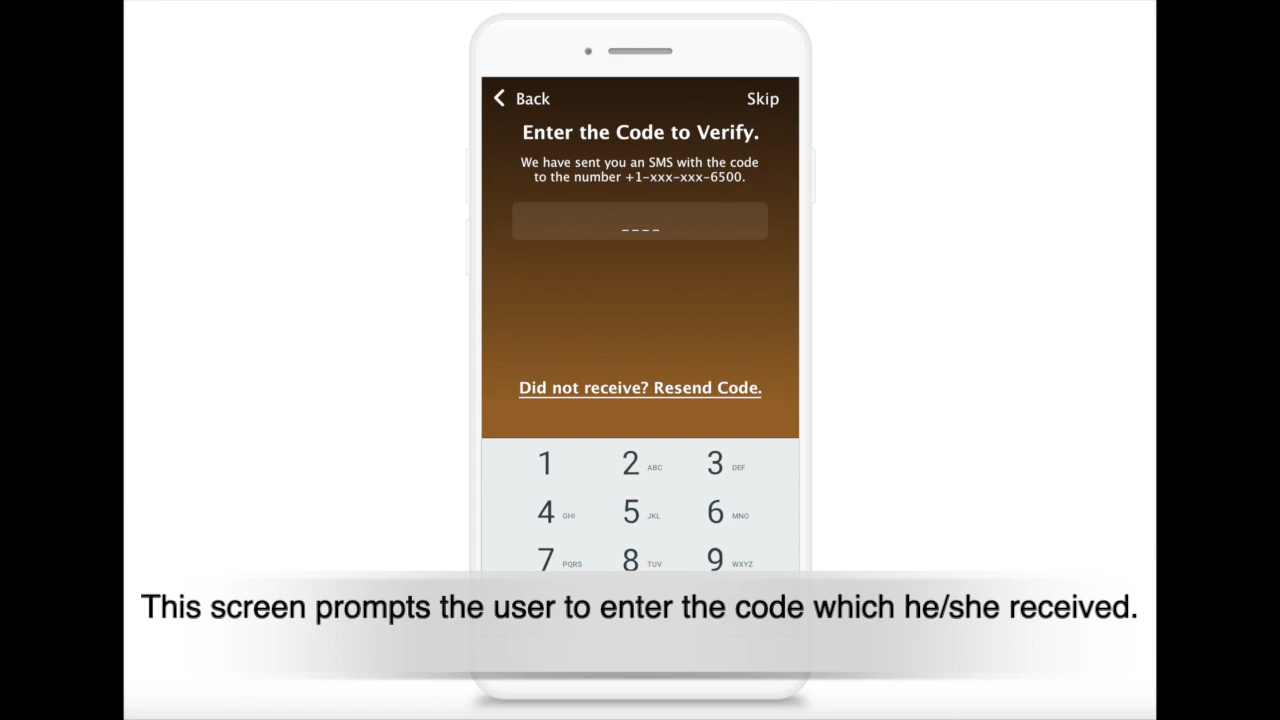 Back
Skip
Enter the Code to Verify.
We have sent you an SMS with the code
to the number +1-xxx-xxx-6500.
_ _ _ _
Did not receive? Resend Code.
1 2 ABC 3 DEF
4 GHI 5 JKL 6 MNO
7 PQRS 8 TUV 9 WXYZ
This screen prompts the user to enter the code which he/she received.